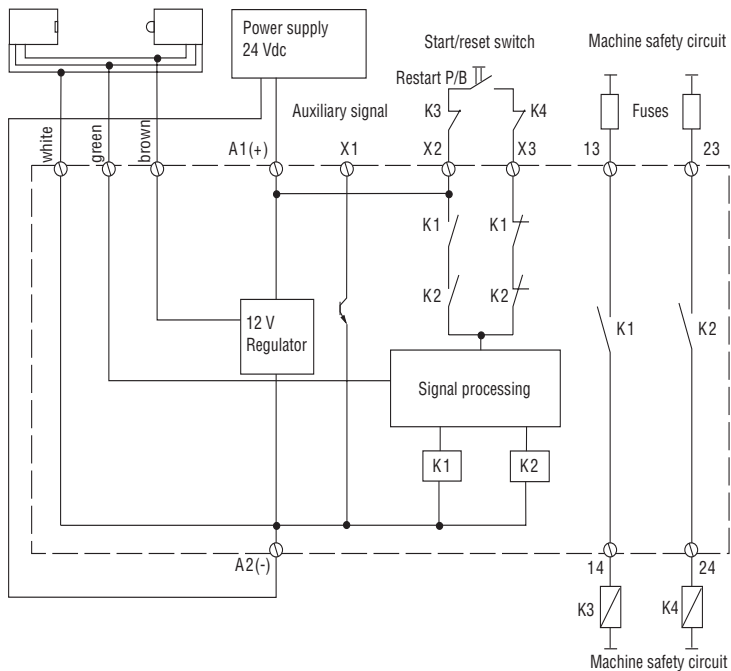 Power supply
24 Vdc
Start/reset switch
Machine safety circuit
Restart P/B
Auxiliary signal
K3
K4
Fuses
white
green
brown
A1(+)
X1
X2
X3
13
23
K1
K1
K2
K2
12 V
Regulator
K1
K2
Signal processing
K1
K2
A2(-)
14
24
K3
K4
Machine safety circuit